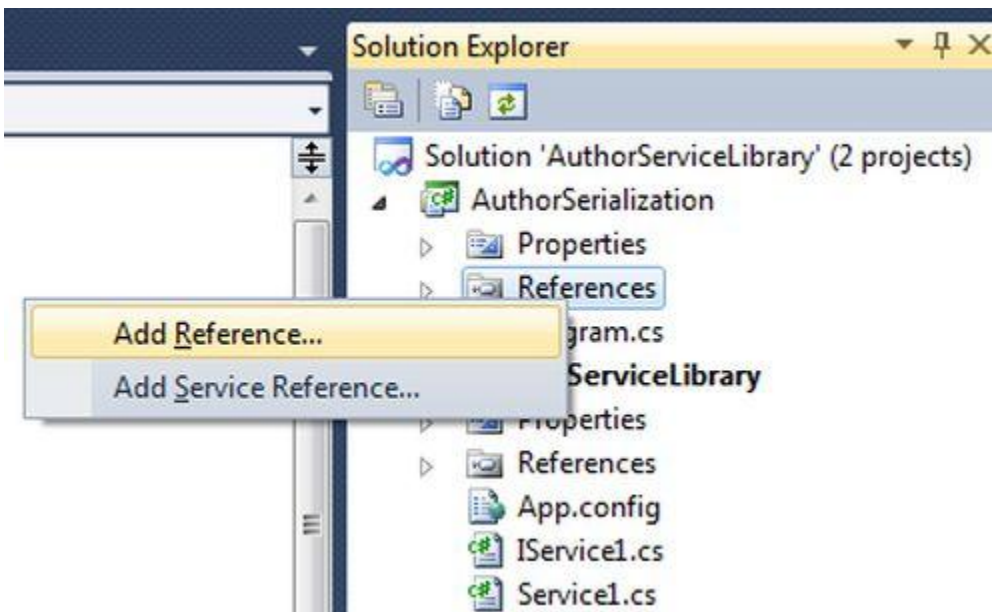 Solution Explorer
Solution 'AuthorServiceLibrary' (2 projects)
AuthorSerialization
Properties
References
Add Reference...
gram.cs
Add Service Reference...
ServiceLibrary
Properties
References
App.config
IService1.cs
Service1.cs